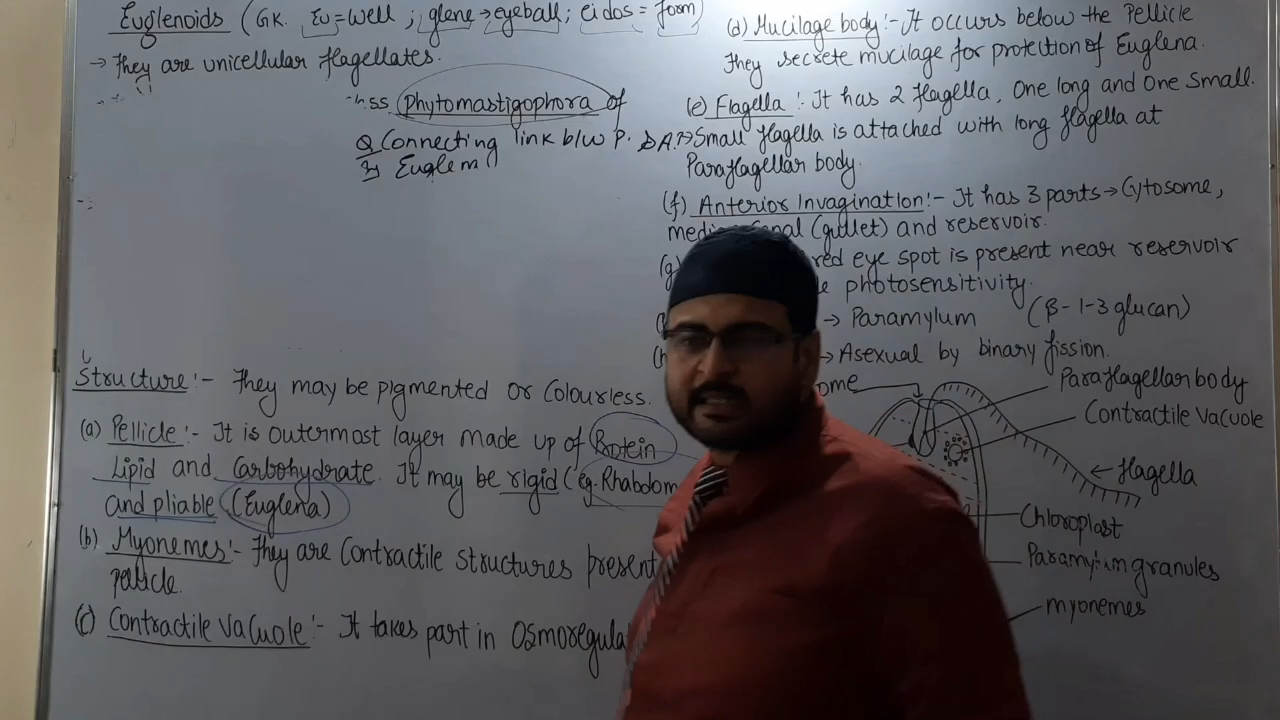 Euglenoids (GK. Eu=well ; glene→eyeball; eidos = form)
→ They are unicellular flagellates.
ss phytomastigophora of
Q Connecting link b/w P. & A.?
Euglena
Structure:- They may be pigmented or Colourless.
(a) Pellicle:- It is outermost layer made up of Protein
Lipid and Carbohydrate. It may be rigid (eg. Rhabdom
and pliable (Euglena)
(b) Myonemes:- They are Contractile structures present
pellicle.
(c) Contractile Vacuole:- It takes part in Osmoregula
(d) Mucilage body:- It occurs below the Pellicle
They secrete mucilage for protection of Euglena.
(e) Flagella :- It has 2 flagella, One long and One Small.
→ Small flagella is attached with long flagella at
Paraflagellar body.
(f) Anterior Invagination:- It has 3 parts → Cytosome,
canal (gullet) and reservoir.
(g) red eye spot is present near reservoir
photosensitivity.
→ Paramylum (β-1-3 glucan)
(h → Asexual by binary fission.
ome
Paraflagellar body
Contractile Vacuole
← flagella
Chloroplast
Paramylum granules
myonemes